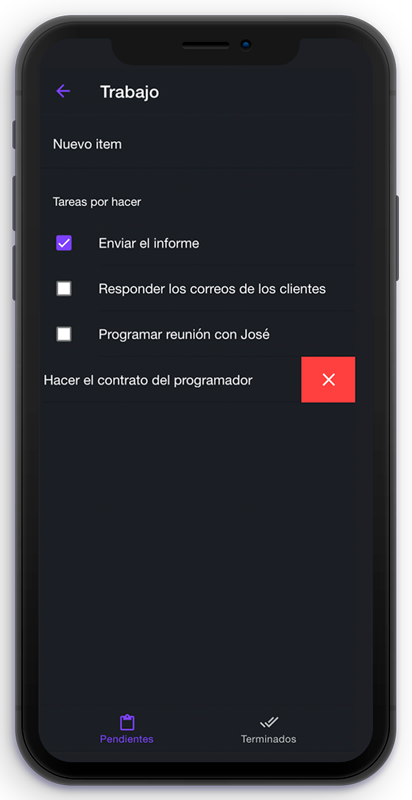 Trabajo
Nuevo item
Tareas por hacer
Enviar el informe
Responder los correos de los clientes
Programar reunión con José
Hacer el contrato del programador
Pendientes
Terminados